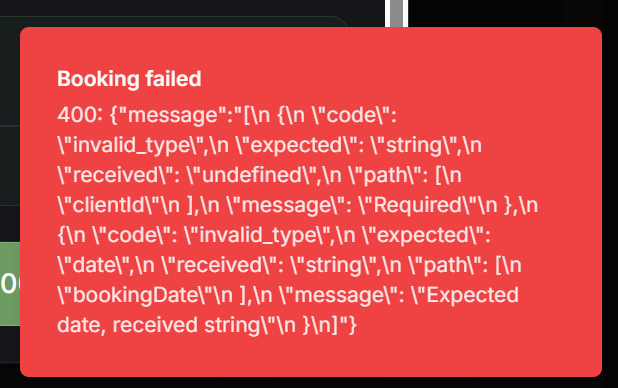 Booking failed
400: {"message":"[\n {\n \"code\":
\"invalid_type\",\n \"expected\": \"string\",\n
\"received\": \"undefined\",\n \"path\": [\n
\"clientId\"\n ],\n \"message\": \"Required\"\n },\n
{\n \"code\": \"invalid_type\",\n \"expected\":
\"date\",\n \"received\": \"string\",\n \"path\": [\n
\"bookingDate\"\n ],\n \"message\": \"Expected
date, received string\"\n }\n]"}